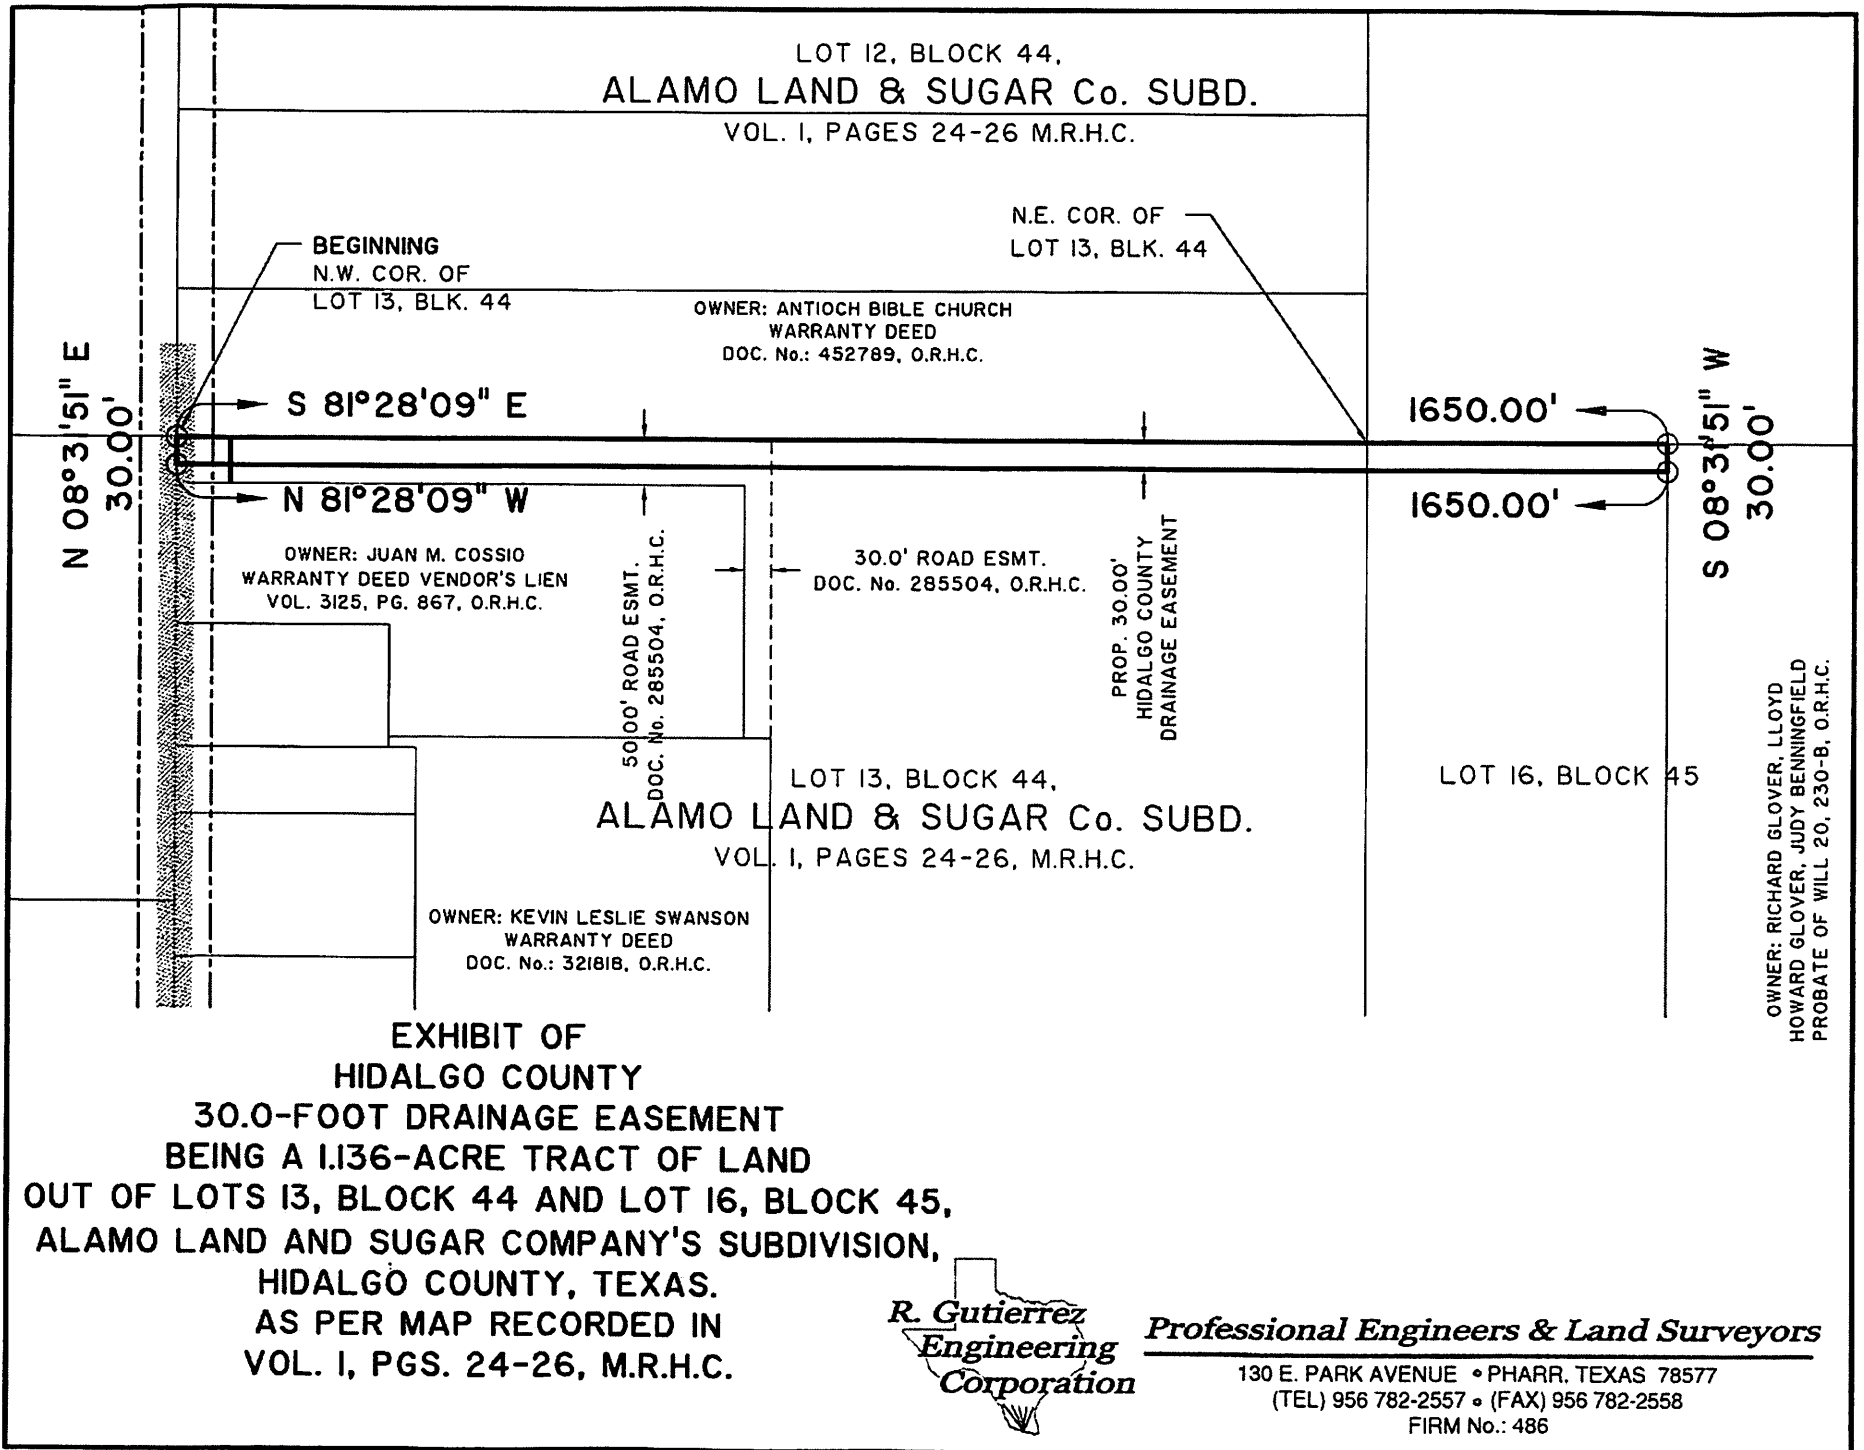 LOT 12, BLOCK 44,
ALAMO LAND & SUGAR Co. SUBD.
VOL. 1, PAGES 24-26 M.R.H.C.
BEGINNING
N.W. COR. OF
LOT 13, BLK. 44
N.E. COR. OF
LOT 13, BLK. 44
OWNER: ANTIOCH BIBLE CHURCH
WARRANTY DEED
DOC. No.: 452789, O.R.H.C.
N 08°31'51" E
30.00'
S 81°28'09" E
1650.00'
S 08°31'51" W
30.00'
N 81°28'09" W
1650.00'
OWNER: JUAN M. COSSIO
WARRANTY DEED VENDOR'S LIEN
VOL. 3125, PG. 867, O.R.H.C.
50.00' ROAD ESMT.
DOC. No. 285504, O.R.H.C.
30.0' ROAD ESMT.
DOC. No. 285504, O.R.H.C.
PROP. 30.00'
HIDALGO COUNTY
DRAINAGE EASEMENT
LOT 13, BLOCK 44,
ALAMO LAND & SUGAR Co. SUBD.
VOL. 1, PAGES 24-26, M.R.H.C.
LOT 16, BLOCK 45
OWNER: RICHARD GLOVER, LLOYD
HOWARD GLOVER, JUDY BENNINGFIELD
PROBATE OF WILL 20, 230-B, O.R.H.C.
OWNER: KEVIN LESLIE SWANSON
WARRANTY DEED
DOC. No.: 321818, O.R.H.C.
EXHIBIT OF
HIDALGO COUNTY
30.0-FOOT DRAINAGE EASEMENT
BEING A 1.136-ACRE TRACT OF LAND
OUT OF LOTS 13, BLOCK 44 AND LOT 16, BLOCK 45,
ALAMO LAND AND SUGAR COMPANY'S SUBDIVISION,
HIDALGO COUNTY, TEXAS.
AS PER MAP RECORDED IN
VOL. 1, PGS. 24-26, M.R.H.C.
R. Gutierrez
Engineering
Corporation
Professional Engineers & Land Surveyors
130 E. PARK AVENUE • PHARR, TEXAS 78577
(TEL) 956 782-2557 • (FAX) 956 782-2558
FIRM No.: 486